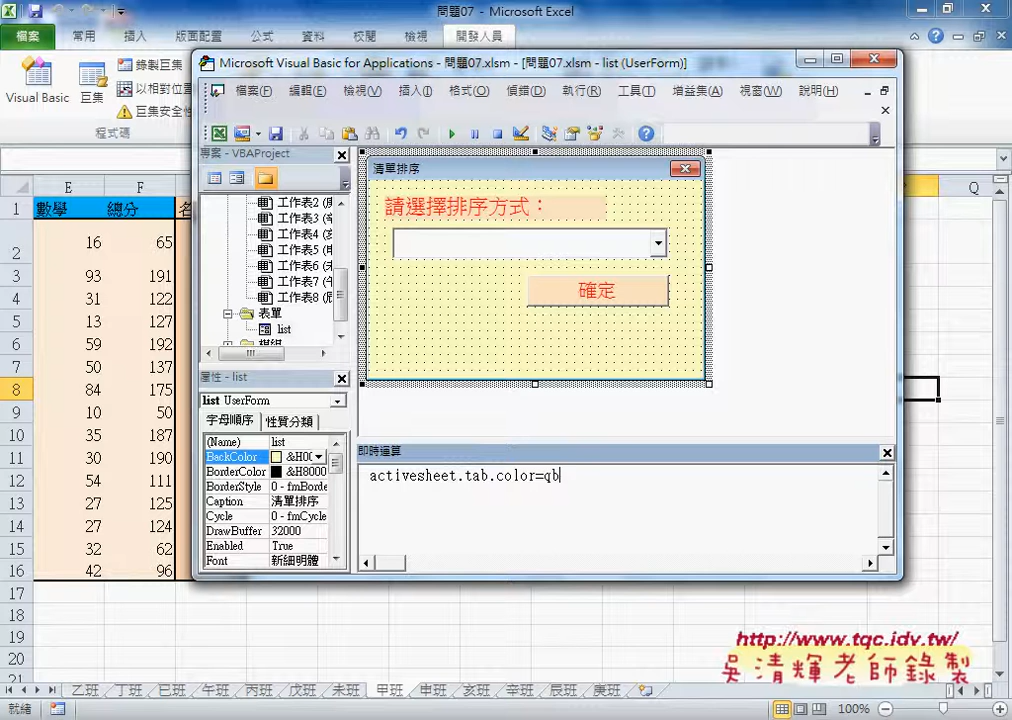 問題07 - Microsoft Excel
檔案 常用 插入 版面配置 公式 資料 校閱 檢視 開發人員
Visual Basic 巨集 錄製巨集
以相對位置
巨集安全性
程式碼
Microsoft Visual Basic for Applications - 問題07.xlsm - [問題07.xlsm - list (UserForm)]
檔案(F) 編輯(E) 檢視(V) 插入(I) 格式(O) 偵錯(D) 執行(R) 工具(T) 增益集(A) 視窗(W) 說明(H)
專案 - VBAProject
工作表2
工作表3
工作表4
工作表5
工作表6
工作表7
工作表8
表單
list
模組
屬性 - list
list UserForm
字母順序 性質分類
(Name) list
BackColor &H00
BorderColor &H8000
BorderStyle 0 - fmBorde
Caption 清單排序
Cycle 0 - fmCycle
DrawBuffer 32000
Enabled True
Font 新細明體
清單排序
請選擇排序方式：
確定
即時運算
activesheet.tab.color=qb
E F Q
1 數學 總分 名
2 16 65
3 93 191
4 31 122
5 13 127
6 59 192
7 50 137
8 84 175
9 10 50
10 35 187
11 30 190
12 54 111
13 27 125
14 27 124
15 32 62
16 42 96
17
18
19
20
21
http://www.tqc.idv.tw/
吳清輝老師錄製
乙班 丁班 巳班 午班 丙班 戊班 未班 甲班 申班 亥班 辛班 辰班 庚班
就緒 100%